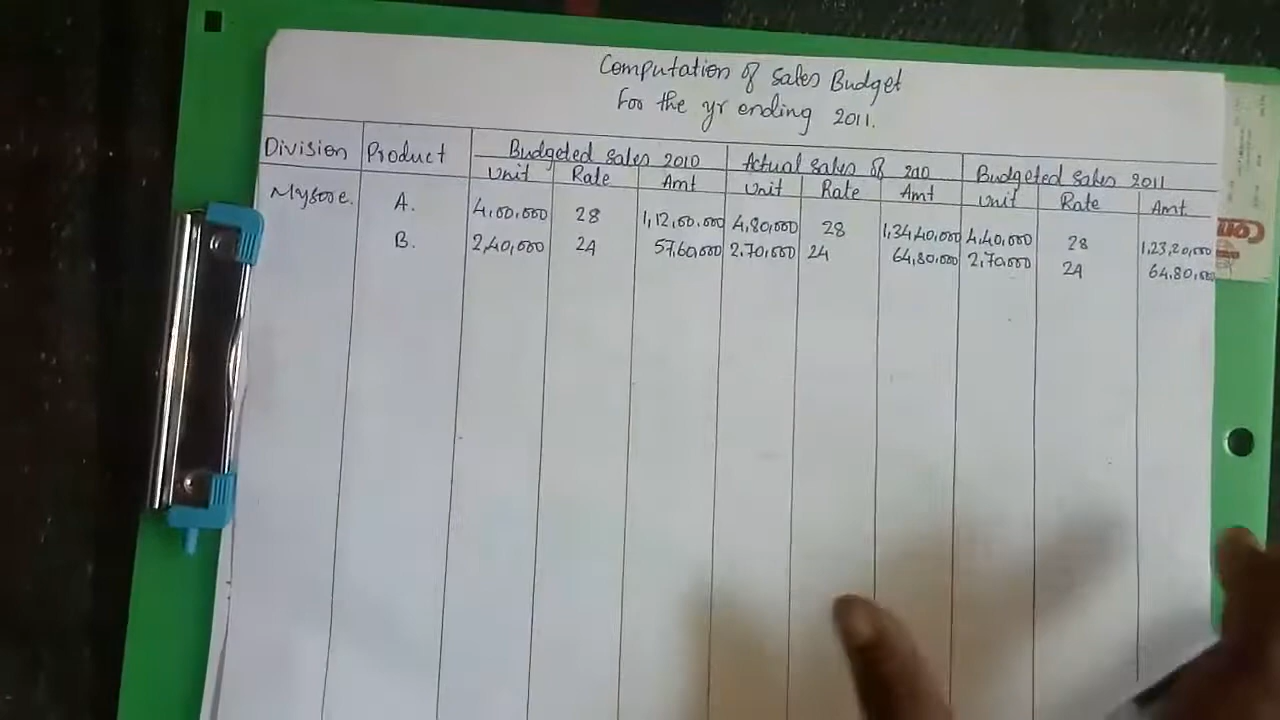 Computation of Sales Budget
For the yr ending 2011.
Division Product Budgeted sales 2010 Actual sales of 2010 Budgeted sales 2011
Unit Rate Amt Unit Rate Amt Unit Rate Amt
Mysore. A. 4,00,000 28 1,12,00,000 4,80,000 28 1,34,40,000 4,40,000 28 1,23,20,000
B. 2,40,000 24 57,60,000 2,70,000 24 64,80,000 2,70,000 24 64,80,000